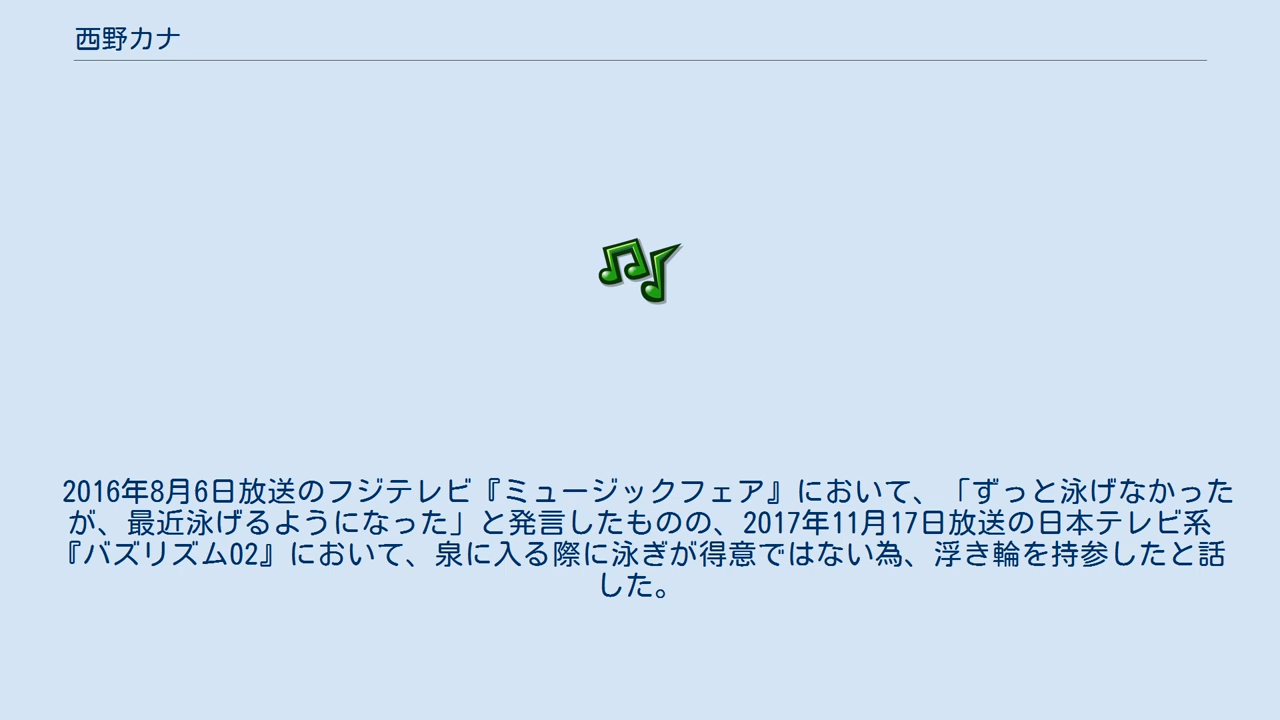 西野カナ
2016年8月6日放送のフジテレビ『ミュージックフェア』において、「ずっと泳げなかった
が、最近泳げるようになった」と発言したものの、2017年11月17日放送の日本テレビ系
『バズリズム02』において、泉に入る際に泳ぎが得意ではない為、浮き輪を持参したと話
した。